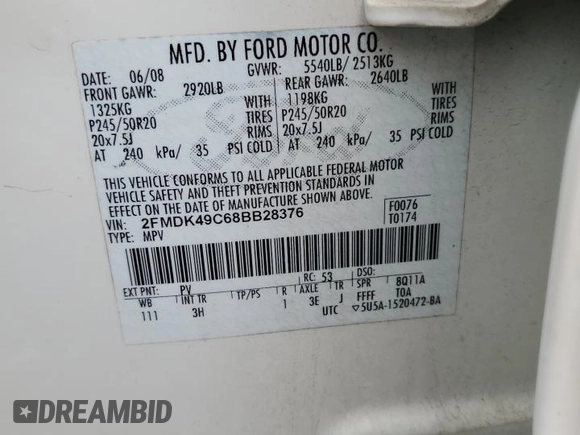 MFD. BY FORD MOTOR CO.
DATE: 06/08 GVWR: 5540LB/ 2513KG
FRONT GAWR: 2920LB REAR GAWR: 2640LB
1325KG WITH 1198KG WITH
P245/50R20 TIRES P245/50R20 TIRES
20x7.5J RIMS 20x7.5J RIMS
AT 240 kPa/ 35 PSI COLD AT 240 kPa/ 35 PSI COLD
THIS VEHICLE CONFORMS TO ALL APPLICABLE FEDERAL MOTOR
VEHICLE SAFETY AND THEFT PREVENTION STANDARDS IN
EFFECT ON THE DATE OF MANUFACTURE SHOWN ABOVE.
VIN: 2FMDK49C68BB28376 F0076
TYPE: MPV T0174
EXT PNT: PV RC: 53 DSO:
WB INT TR TP/PS R AXLE TR SPR 8Q11A
111 3H 1 3E J FFFF T0A
UTC ▽5U5A-1520472-BA
Ford
DREAMBID